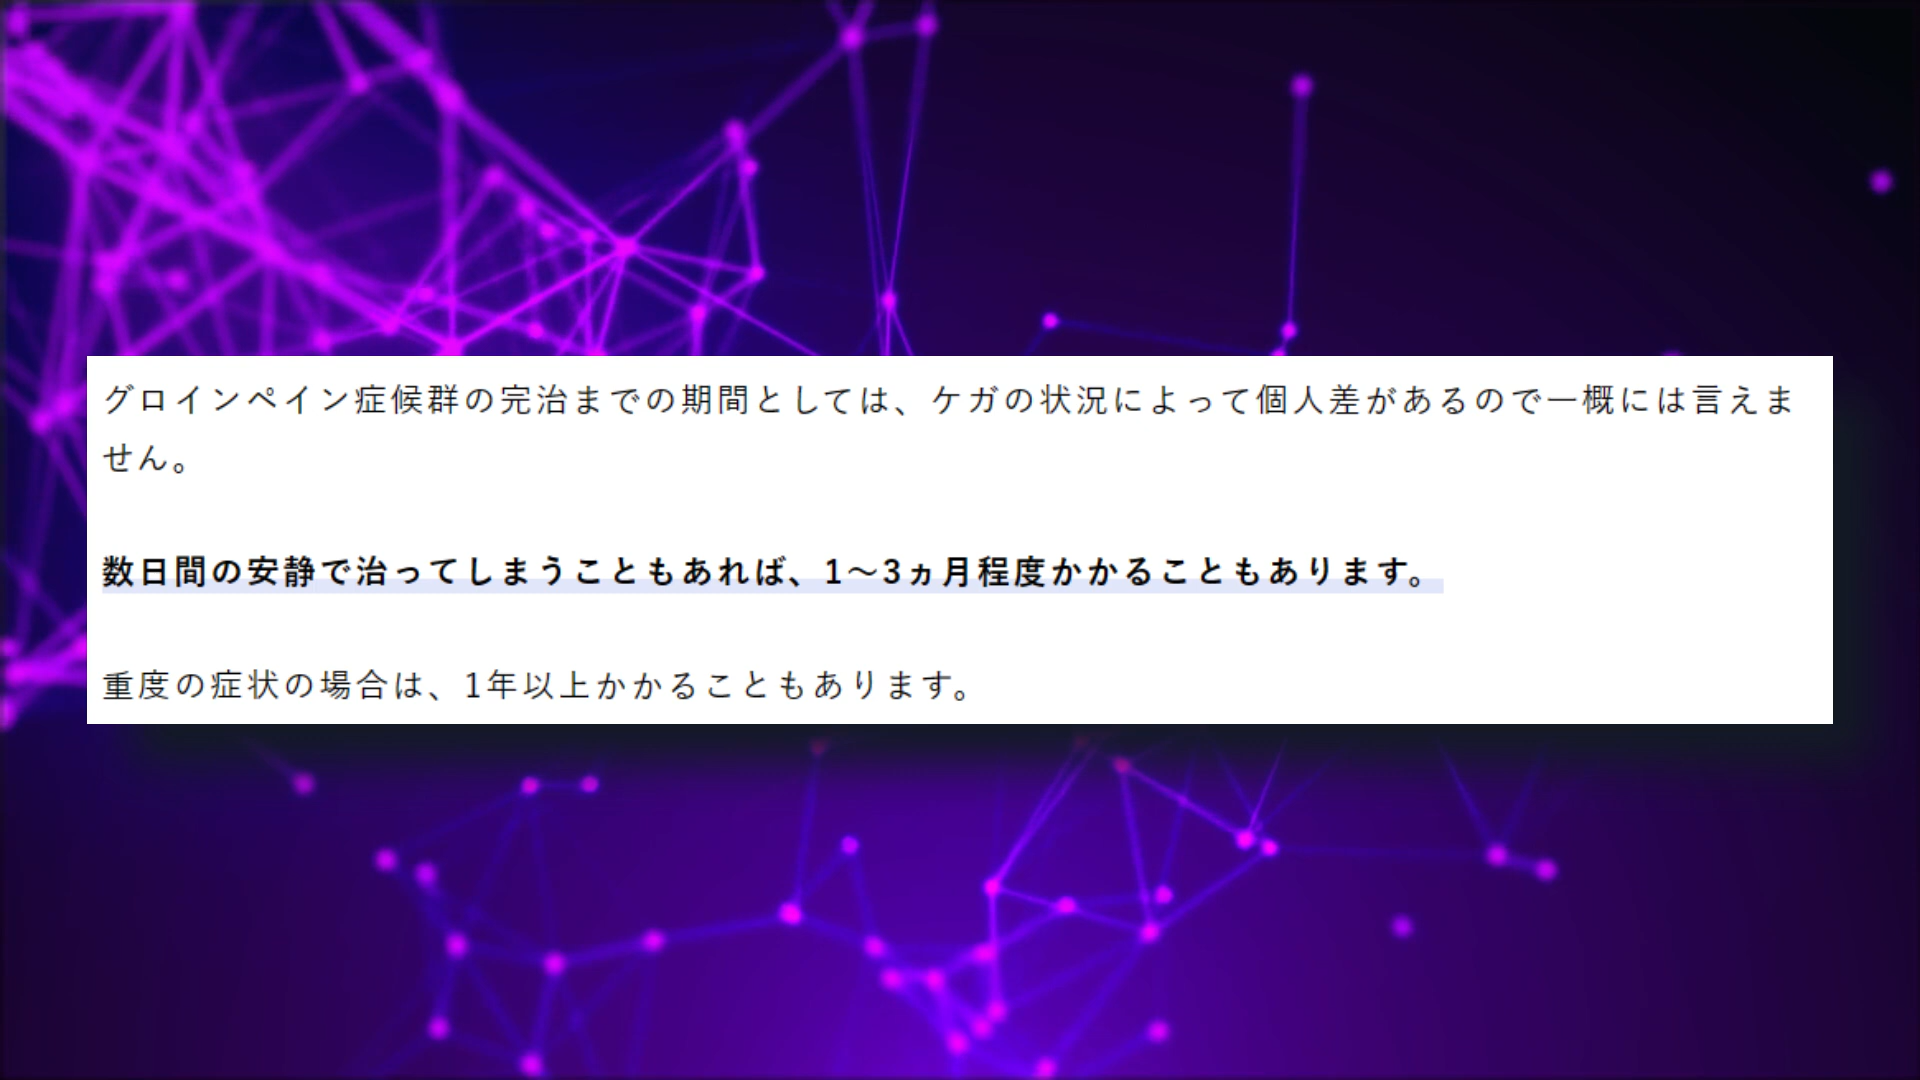 グロインペイン症候群の完治までの期間としては、ケガの状況によって個人差があるので一概には言えま
せん。
数日間の安静で治ってしまうこともあれば、1〜3ヵ月程度かかることもあります。
重度の症状の場合は、1年以上かかることもあります。